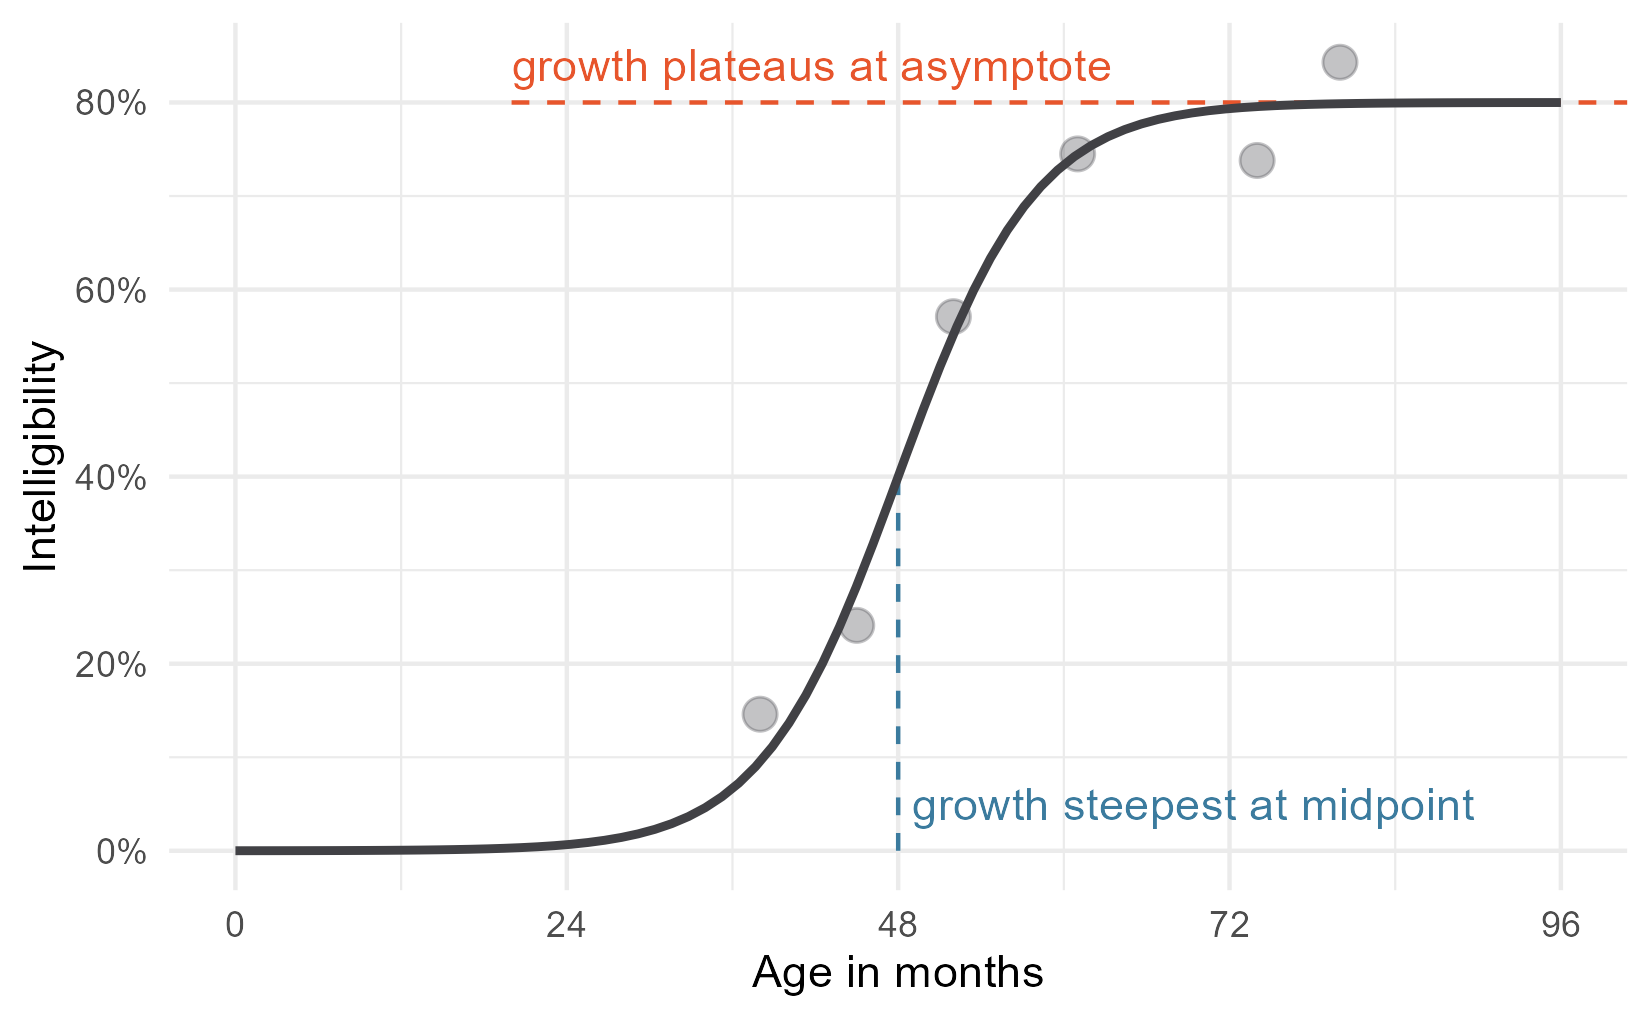 growth plateaus at asymptote
80%
60%
40%
20%
0%
Intelligibility
growth steepest at midpoint
0
24
48
72
96
Age in months